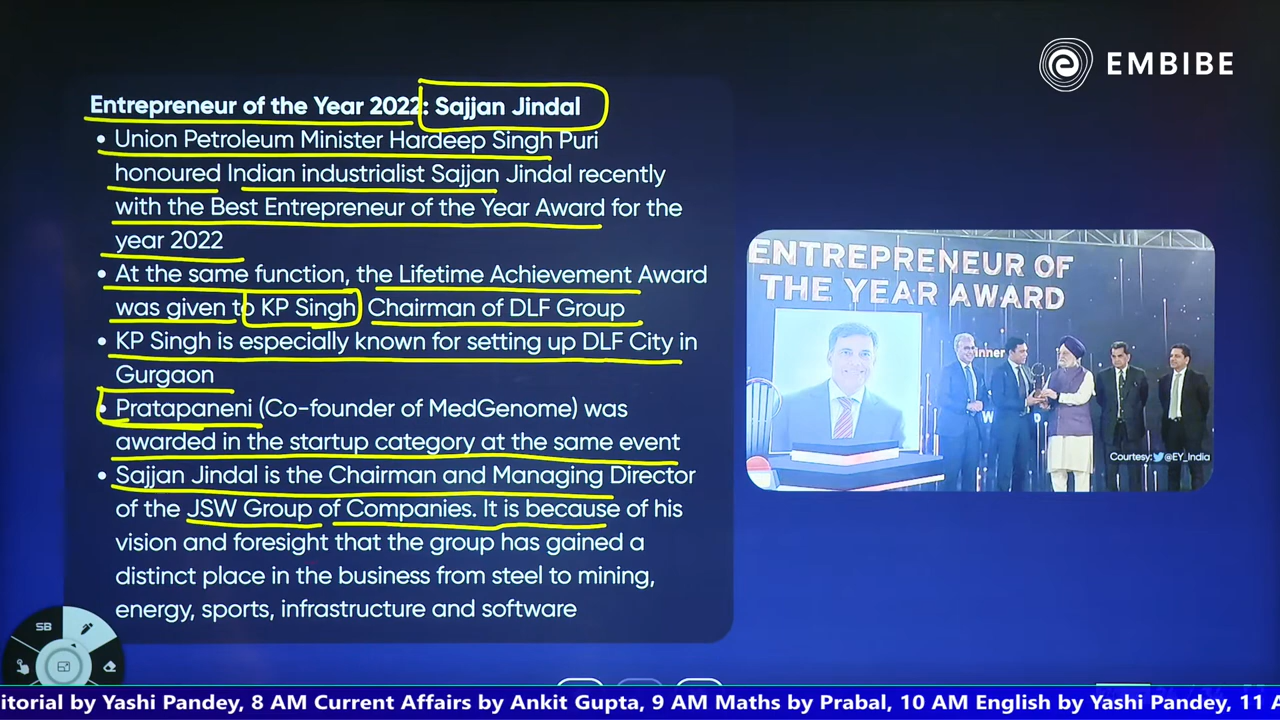 EMBIBE
Entrepreneur of the Year 2022: Sajjan Jindal
• Union Petroleum Minister Hardeep Singh Puri
honoured Indian industrialist Sajjan Jindal recently
with the Best Entrepreneur of the Year Award for the
year 2022
• At the same function, the Lifetime Achievement Award
was given to KP Singh Chairman of DLF Group
• KP Singh is especially known for setting up DLF City in
Gurgaon
• Pratapaneni (Co-founder of MedGenome) was
awarded in the startup category at the same event
• Sajjan Jindal is the Chairman and Managing Director
of the JSW Group of Companies. It is because of his
vision and foresight that the group has gained a
distinct place in the business from steel to mining,
energy, sports, infrastructure and software
ENTREPRENEUR OF
THE YEAR AWARD
Courtesy: @EY_India
SB
itorial by Yashi Pandey, 8 AM Current Affairs by Ankit Gupta, 9 AM Maths by Prabal, 10 AM English by Yashi Pandey, 11 A